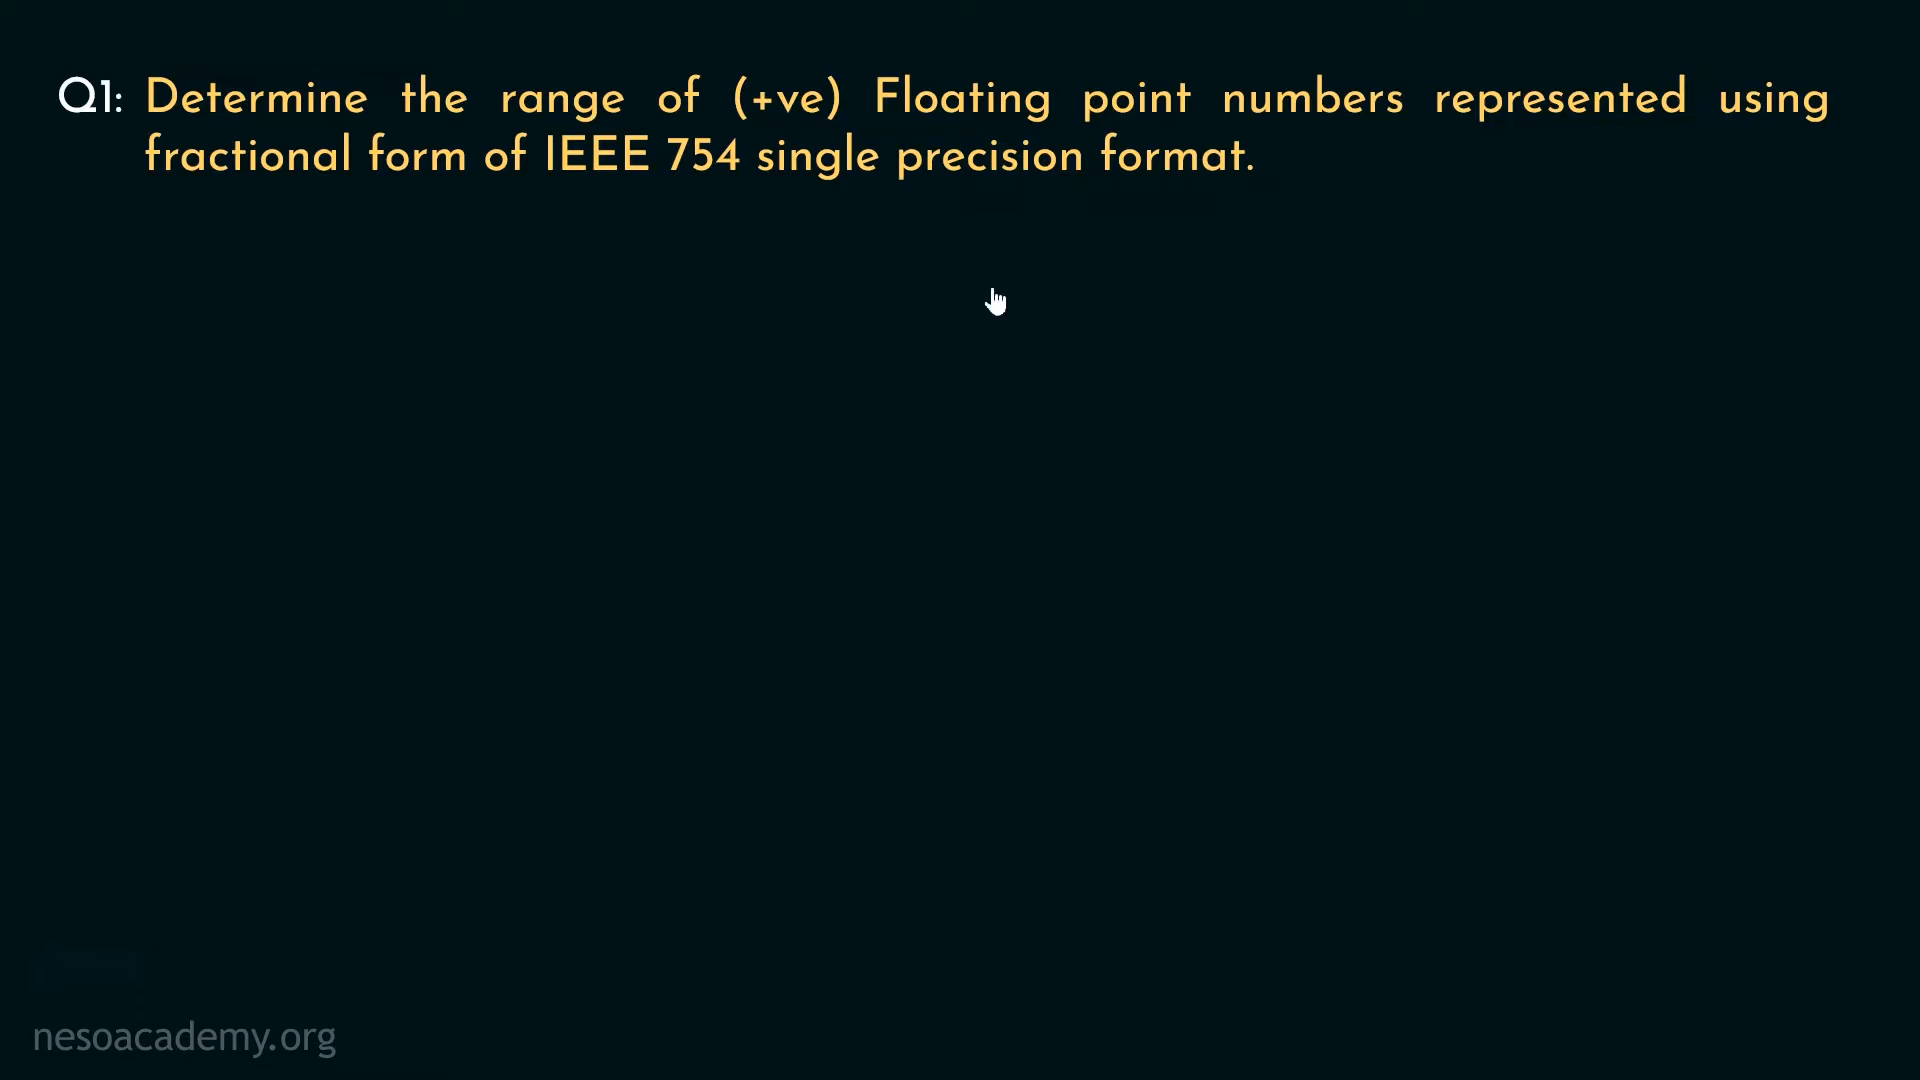 Q1: Determine the range of (+ve) Floating point numbers represented using
fractional form of IEEE 754 single precision format.
nesoacademy.org